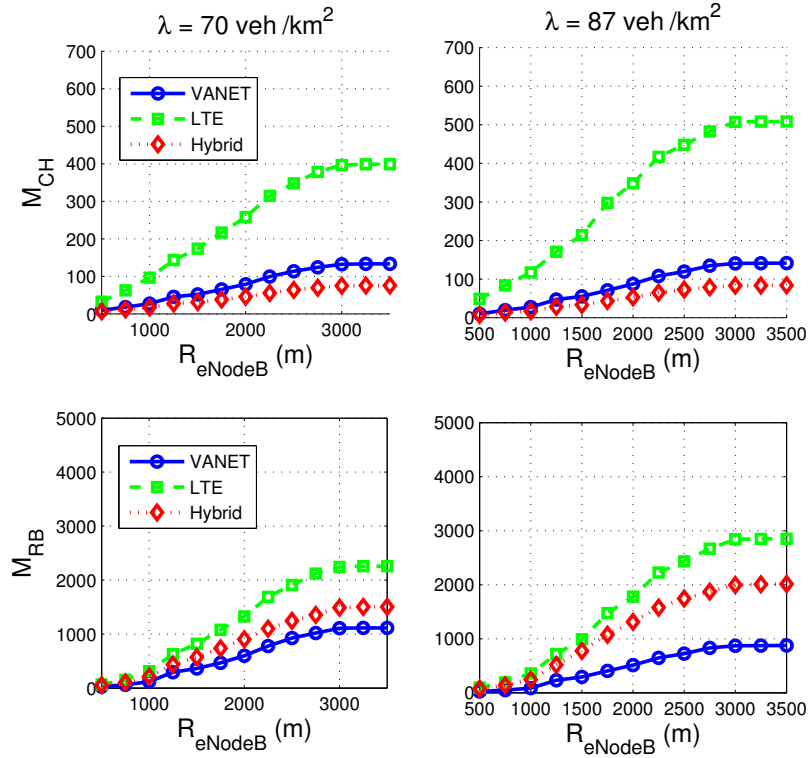 λ = 70 veh /km²
λ = 87 veh /km²
700
600
500
400
300
200
100
0
M_CH
VANET
LTE
Hybrid
1000 2000 3000
R_eNodeB (m)
700
600
500
400
300
200
100
0
500 1000 1500 2000 2500 3000 3500
R_eNodeB (m)
5000
4000
3000
2000
1000
0
M_RB
VANET
LTE
Hybrid
1000 2000 3000
R_eNodeB (m)
5000
4000
3000
2000
1000
0
500 1000 1500 2000 2500 3000 3500
R_eNodeB (m)